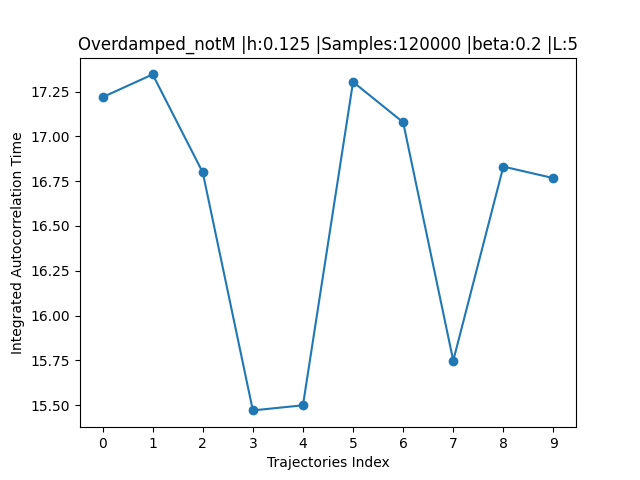 Overdamped_notM |h:0.125 |Samples:120000 |beta:0.2 |L:5
Integrated Autocorrelation Time
17.25
17.00
16.75
16.50
16.25
16.00
15.75
15.50
0 1 2 3 4 5 6 7 8 9
Trajectories Index